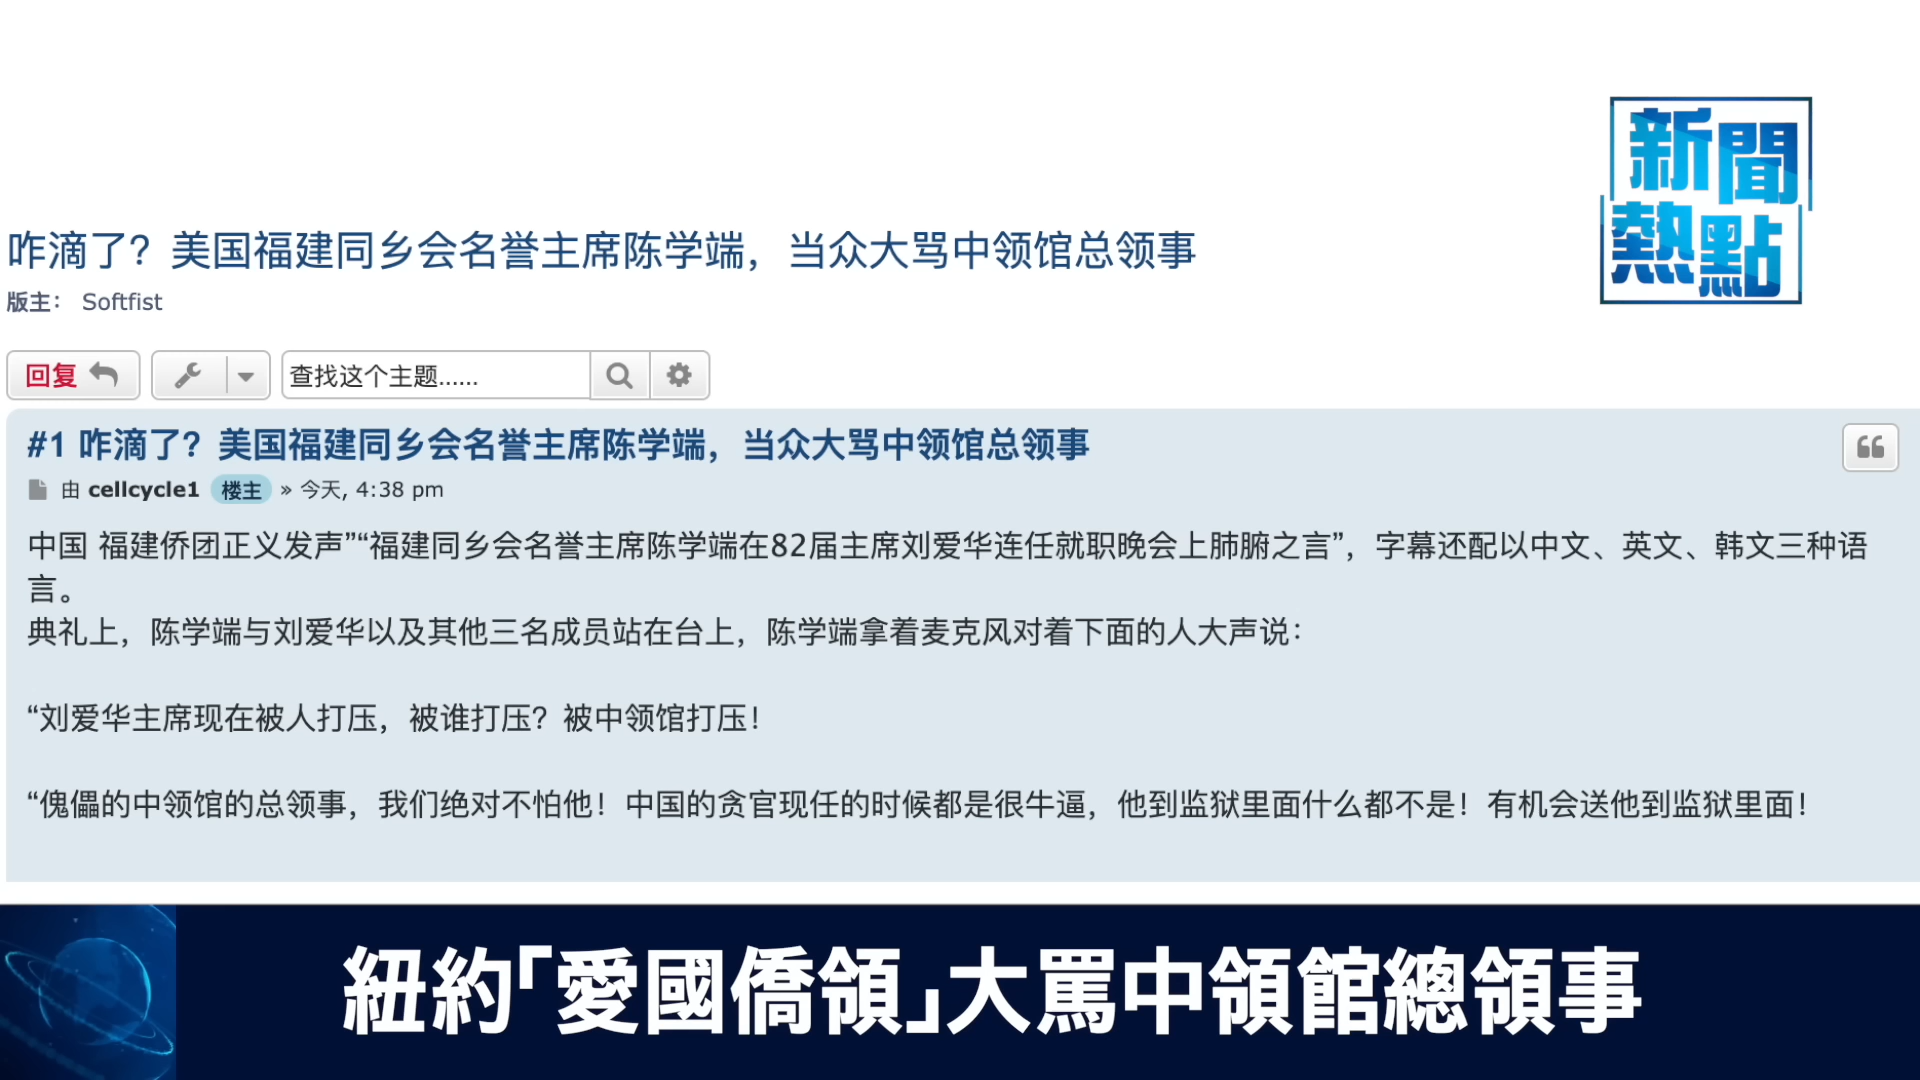 新聞
熱點
咋滴了？美国福建同乡会名誉主席陈学端，当众大骂中领馆总领事
版主： Softfist
回复
查找这个主题......
#1 咋滴了？美国福建同乡会名誉主席陈学端，当众大骂中领馆总领事
由 cellcycle1 楼主 » 今天, 4:38 pm
中国 福建侨团正义发声”“福建同乡会名誉主席陈学端在82届主席刘爱华连任就职晚会上肺腑之言”，字幕还配以中文、英文、韩文三种语
言。
典礼上，陈学端与刘爱华以及其他三名成员站在台上，陈学端拿着麦克风对着下面的人大声说：
“刘爱华主席现在被人打压，被谁打压？被中领馆打压！
“傀儡的中领馆的总领事，我们绝对不怕他！中国的贪官现任的时候都是很牛逼，他到监狱里面什么都不是！有机会送他到监狱里面！
紐約「愛國僑領」大罵中領館總領事